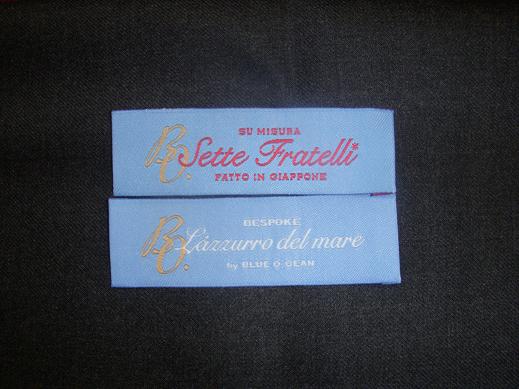 SU MISURA
B.O. Sette Fratelli*
FATTO IN GIAPPONE
BESPOKE
B.O. L'azzurro del mare
by BLUE O CEAN